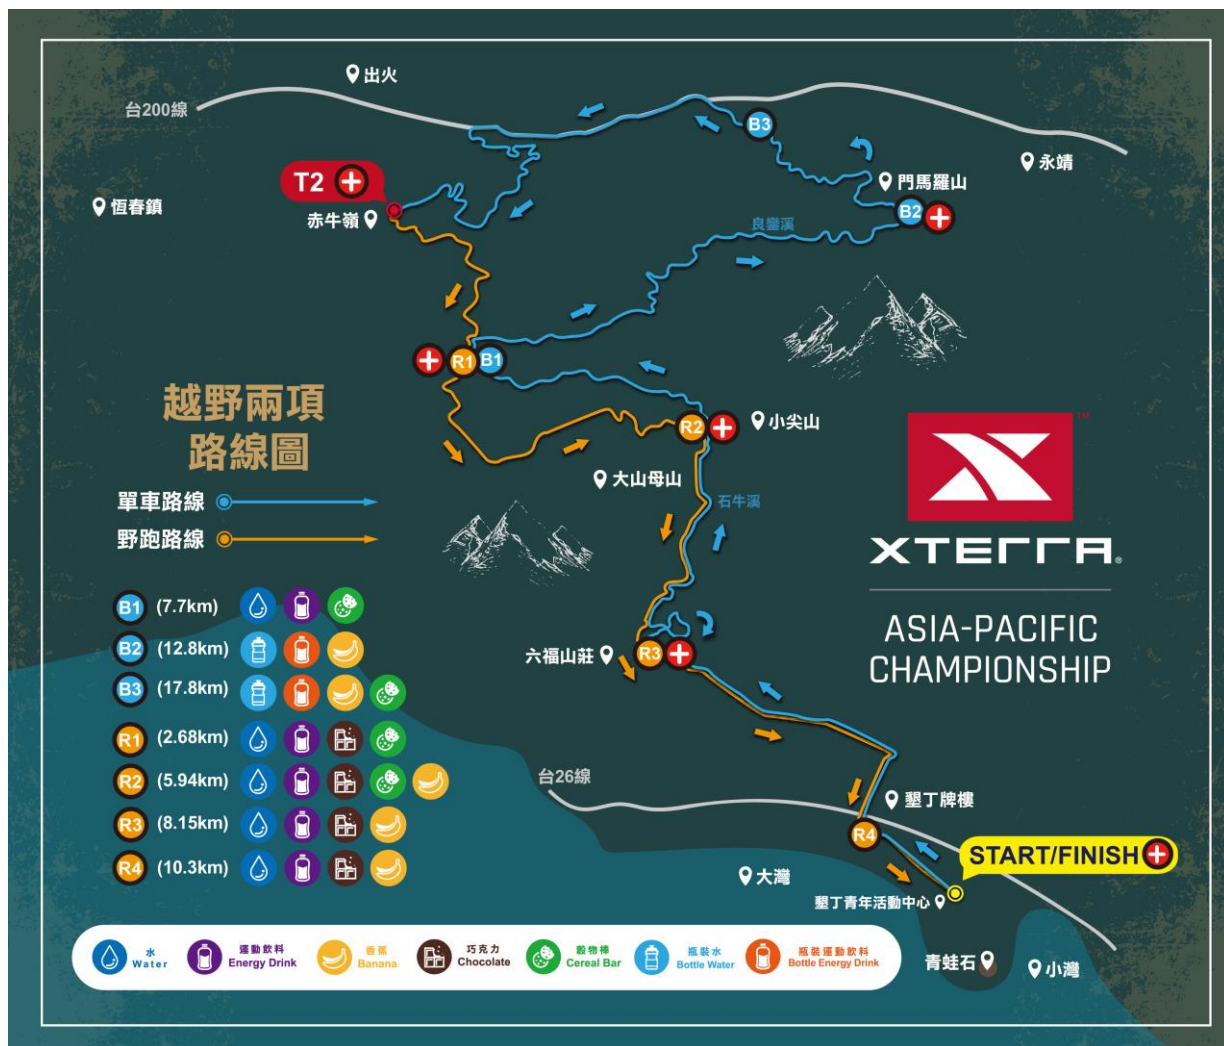 出火
台200線
B3
永靖
T2
門馬羅山
恆春鎮
赤牛嶺
B2
良鑾溪
R1
B1
越野兩項
路線圖
R2
小尖山
TM
大山母山
單車路線
石牛溪
野跑路線
XTERRA®
B1 (7.7km)
ASIA-PACIFIC
CHAMPIONSHIP
B2 (12.8km)
六福山莊
R3
B3 (17.8km)
R1 (2.68km)
R2 (5.94km)
台26線
墾丁牌樓
R3 (8.15km)
R4
START/FINISH
R4 (10.3km)
大灣
墾丁青年活動中心
水
Water
運動飲料
Energy Drink
香蕉
Banana
巧克力
Chocolate
穀物棒
Cereal Bar
瓶裝水
Bottle Water
瓶裝運動飲料
Bottle Energy Drink
青蛙石
小灣